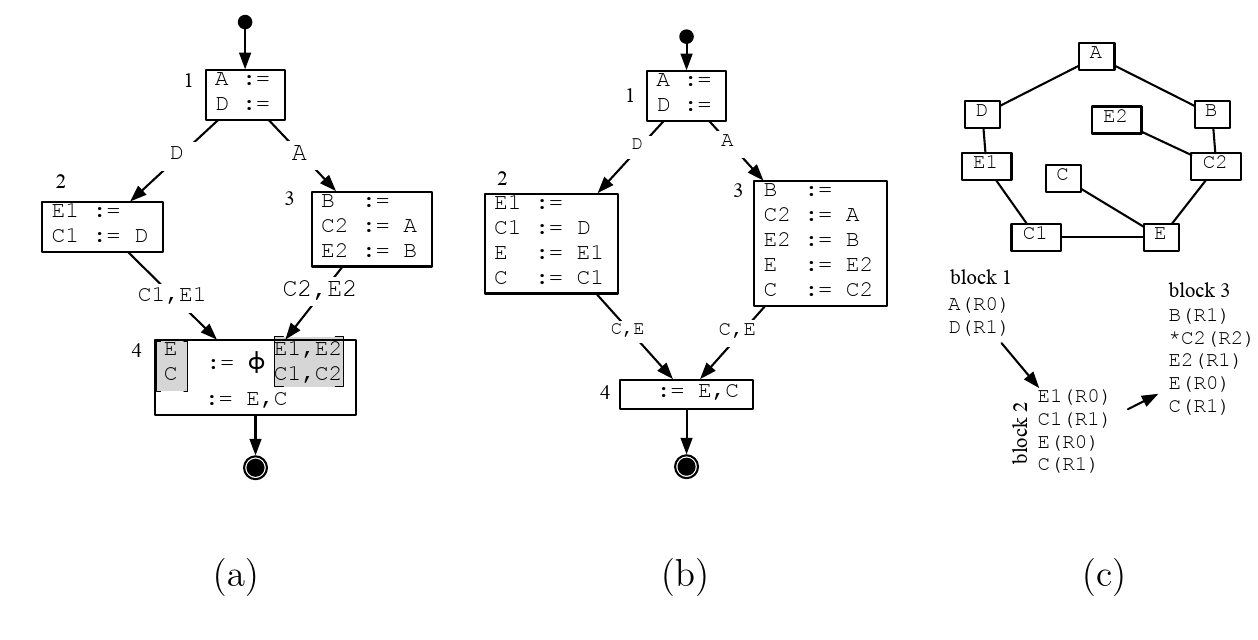 1
A :=
D :=
D
A
2
E1 :=
C1 := D
3
B :=
C2 := A
E2 := B
C1,E1
C2,E2
4
E := ϕ E1,E2
C C1,C2
:= E,C
(a)
1
A :=
D :=
D
A
2
E1 :=
C1 := D
E := E1
C := C1
3
B :=
C2 := A
E2 := B
E := E2
C := C2
C,E
C,E
4
:= E,C
(b)
A
D
E2
B
E1
C
C2
C1
E
block 1
A(R0)
D(R1)
block 2
E1(R0)
C1(R1)
E(R0)
C(R1)
block 3
B(R1)
*C2(R2)
E2(R1)
E(R0)
C(R1)
(c)